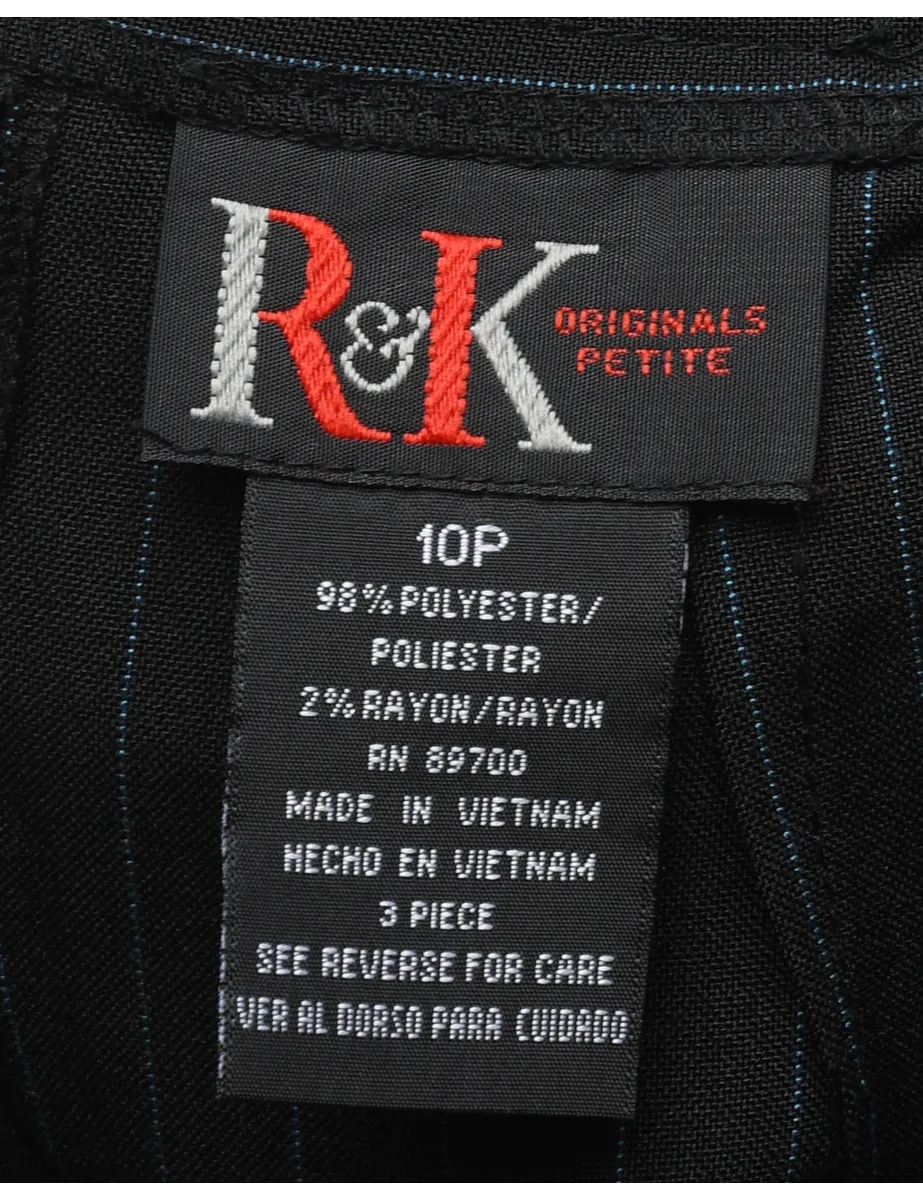 R&K ORIGINALS
PETITE
10P
98% POLYESTER/
POLIESTER
2% RAYON/RAYON
RN 89700
MADE IN VIETNAM
HECHO EN VIETNAM
3 PIECE
SEE REVERSE FOR CARE
VER AL DORSO PARA CUIDADO